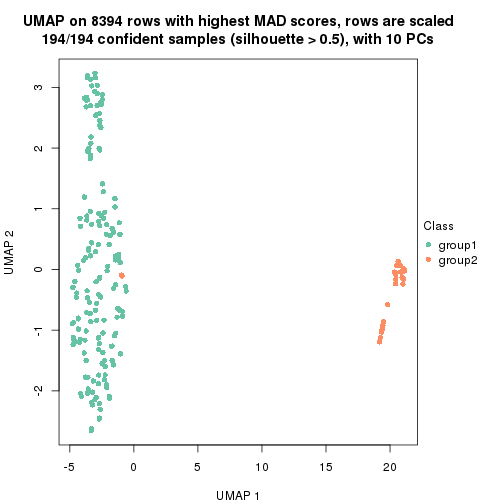 UMAP on 8394 rows with highest MAD scores, rows are scaled
194/194 confident samples (silhouette > 0.5), with 10 PCs
3
2
1
0
-1
-2
UMAP 2
-5
0
5
10
15
20
UMAP 1
Class
group1
group2